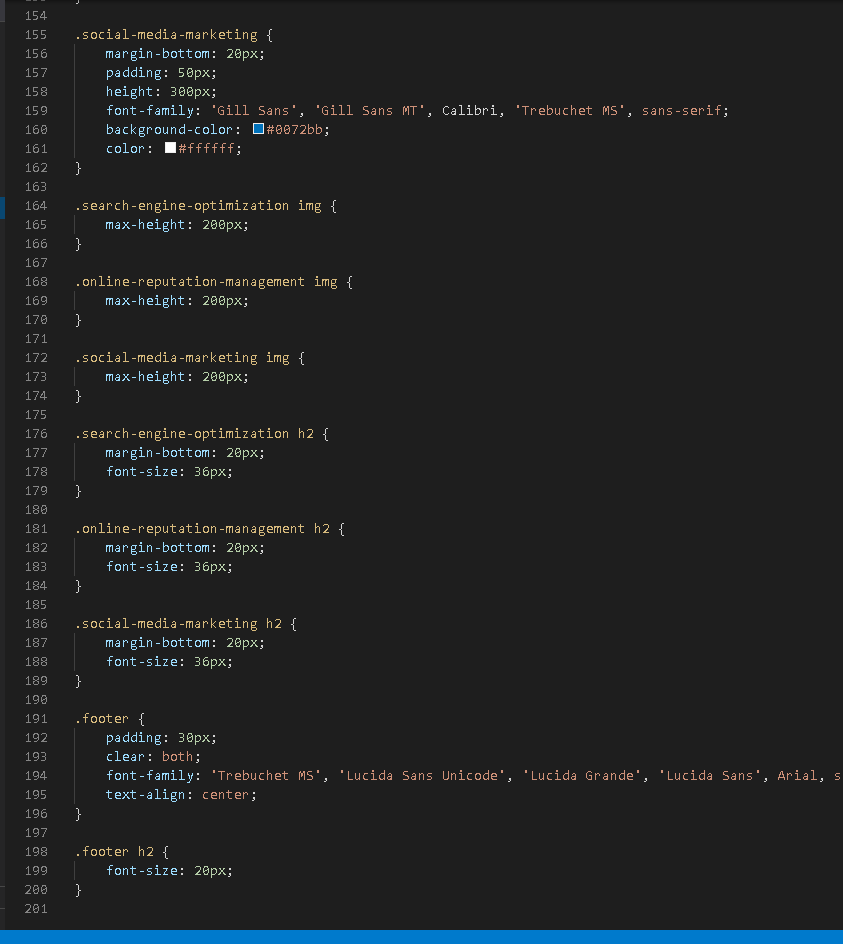 154
155 .social-media-marketing {
156 margin-bottom: 20px;
157 padding: 50px;
158 height: 300px;
159 font-family: 'Gill Sans', 'Gill Sans MT', Calibri, 'Trebuchet MS', sans-serif;
160 background-color: #0072bb;
161 color: #ffffff;
162 }
163
164 .search-engine-optimization img {
165 max-height: 200px;
166 }
167
168 .online-reputation-management img {
169 max-height: 200px;
170 }
171
172 .social-media-marketing img {
173 max-height: 200px;
174 }
175
176 .search-engine-optimization h2 {
177 margin-bottom: 20px;
178 font-size: 36px;
179 }
180
181 .online-reputation-management h2 {
182 margin-bottom: 20px;
183 font-size: 36px;
184 }
185
186 .social-media-marketing h2 {
187 margin-bottom: 20px;
188 font-size: 36px;
189 }
190
191 .footer {
192 padding: 30px;
193 clear: both;
194 font-family: 'Trebuchet MS', 'Lucida Sans Unicode', 'Lucida Grande', 'Lucida Sans', Arial, s
195 text-align: center;
196 }
197
198 .footer h2 {
199 font-size: 20px;
200 }
201